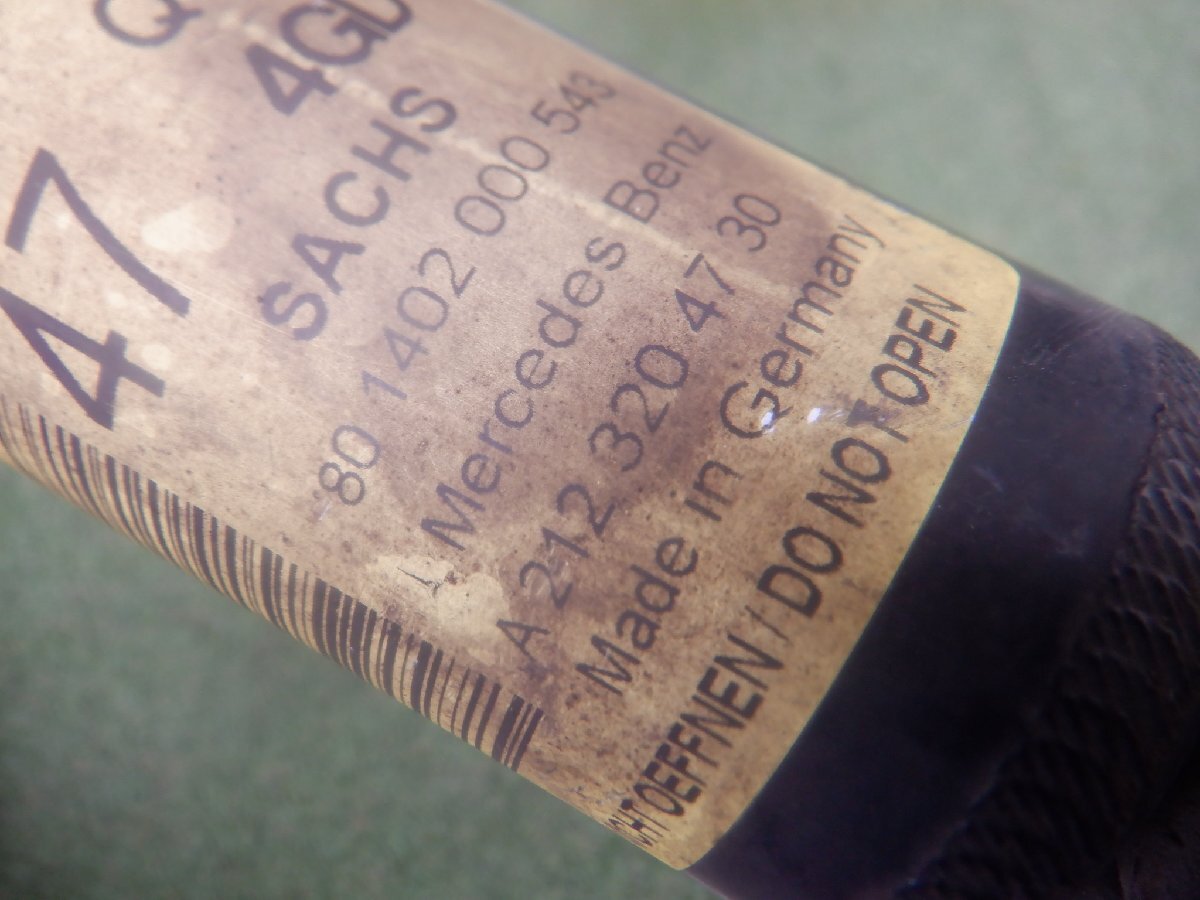 Q 4GD
47
SACHS
80 1402 000 543
Mercedes Benz
A 212 320 47 30
Made in Germany
OEFFNEN / DO NOT OPEN